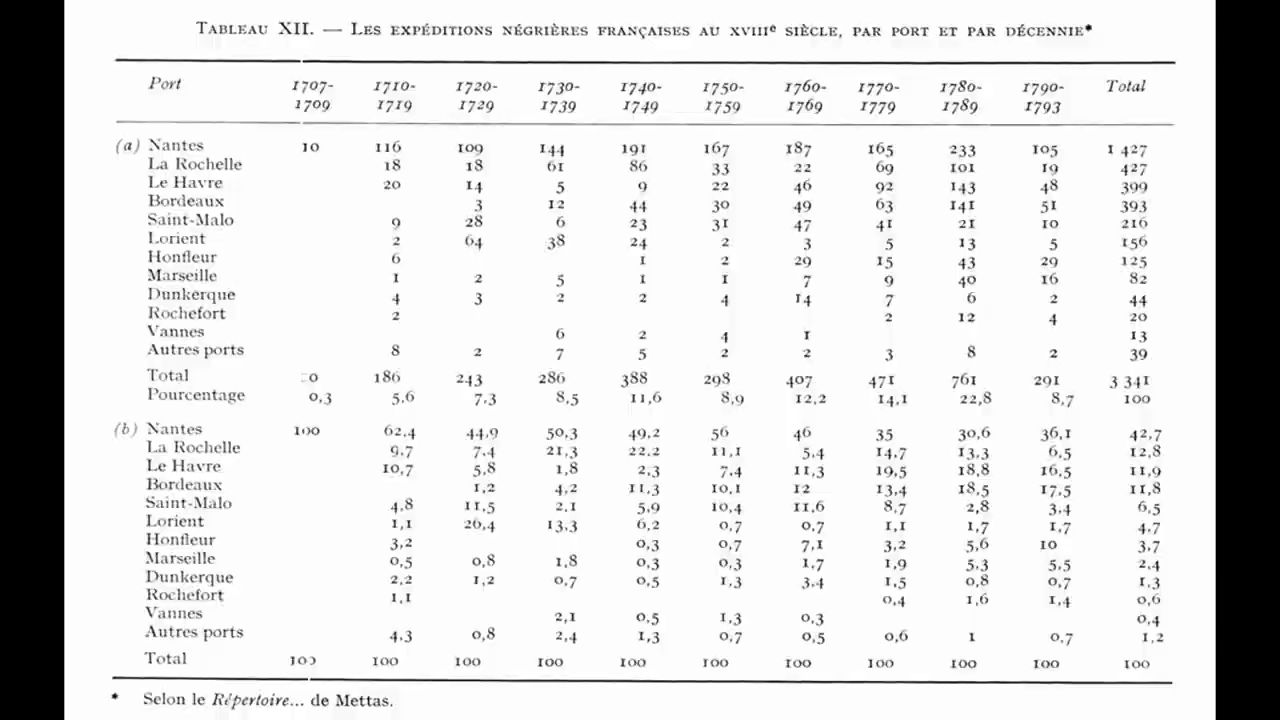 TABLEAU XII. — LES EXPÉDITIONS NÉGRIÈRES FRANÇAISES AU XVIIIe SIÈCLE, PAR PORT ET PAR DÉCENNIE*
Port 1707-1709 1710-1719 1720-1729 1730-1739 1740-1749 1750-1759 1760-1769 1770-1779 1780-1789 1790-1793 Total
(a) Nantes 10 116 109 144 191 167 187 165 233 105 1 427
La Rochelle 18 18 61 86 33 22 69 101 19 427
Le Havre 20 14 5 9 22 46 92 143 48 399
Bordeaux 3 12 44 30 49 63 141 51 393
Saint-Malo 9 28 6 23 31 47 41 21 10 216
Lorient 2 64 38 24 2 3 5 13 5 156
Honfleur 6 1 2 29 15 43 29 125
Marseille 1 2 5 1 1 7 9 40 16 82
Dunkerque 4 3 2 2 4 14 7 6 2 44
Rochefort 2 2 12 4 20
Vannes 6 2 4 1 13
Autres ports 8 2 7 5 2 2 3 8 2 39
Total 10 186 243 286 388 298 407 471 761 291 3 341
Pourcentage 0,3 5,6 7,3 8,5 11,6 8,9 12,2 14,1 22,8 8,7 100
(b) Nantes 100 62,4 44,9 50,3 49,2 56 46 35 30,6 36,1 42,7
La Rochelle 9,7 7,4 21,3 22,2 11,1 5,4 14,7 13,3 6,5 12,8
Le Havre 10,7 5,8 1,8 2,3 7,4 11,3 19,5 18,8 16,5 11,9
Bordeaux 1,2 4,2 11,3 10,1 12 13,4 18,5 17,5 11,8
Saint-Malo 4,8 11,5 2,1 5,9 10,4 11,6 8,7 2,8 3,4 6,5
Lorient 1,1 26,4 13,3 6,2 0,7 0,7 1,1 1,7 1,7 4,7
Honfleur 3,2 0,3 0,7 7,1 3,2 5,6 10 3,7
Marseille 0,5 0,8 1,8 0,3 0,3 1,7 1,9 5,3 5,5 2,4
Dunkerque 2,2 1,2 0,7 0,5 1,3 3,4 1,5 0,8 0,7 1,3
Rochefort 1,1 0,4 1,6 1,4 0,6
Vannes 2,1 0,5 1,3 0,3 0,4
Autres ports 4,3 0,8 2,4 1,3 0,7 0,5 0,6 1 0,7 1,2
Total 100 100 100 100 100 100 100 100 100 100 100
* Selon le Répertoire... de Mettas.